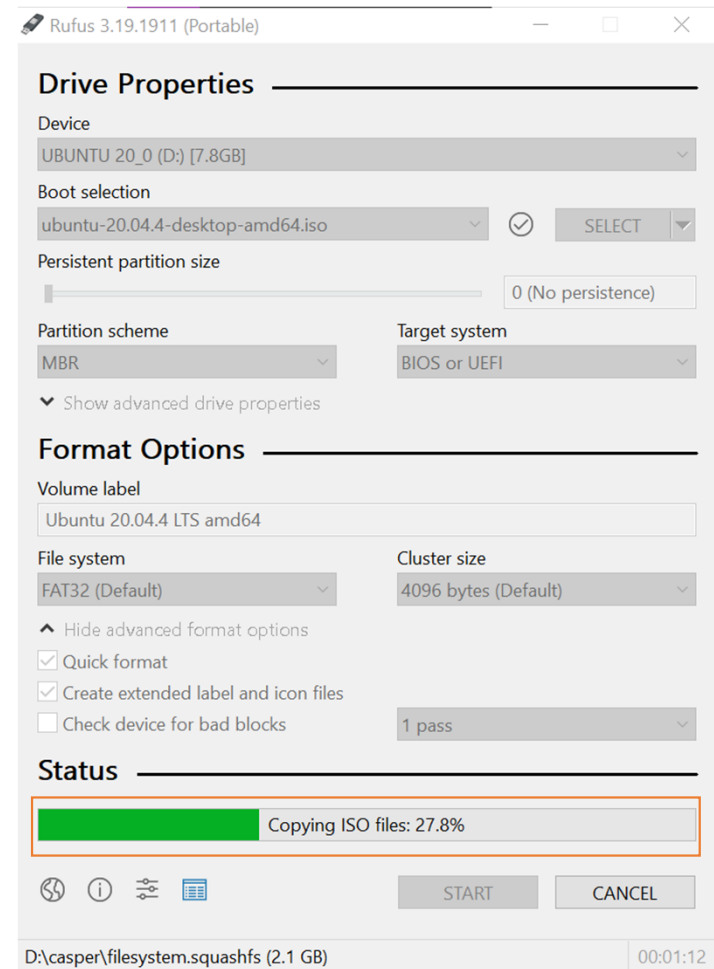 Rufus 3.19.1911 (Portable)
Drive Properties
Device
UBUNTU 20_0 (D:) [7.8GB]
Boot selection
ubuntu-20.04.4-desktop-amd64.iso
SELECT
Persistent partition size
0 (No persistence)
Partition scheme
Target system
MBR
BIOS or UEFI
Show advanced drive properties
Format Options
Volume label
Ubuntu 20.04.4 LTS amd64
File system
Cluster size
FAT32 (Default)
4096 bytes (Default)
Hide advanced format options
Quick format
Create extended label and icon files
Check device for bad blocks
1 pass
Status
Copying ISO files: 27.8%
START
CANCEL
D:\casper\filesystem.squashfs (2.1 GB)
00:01:12